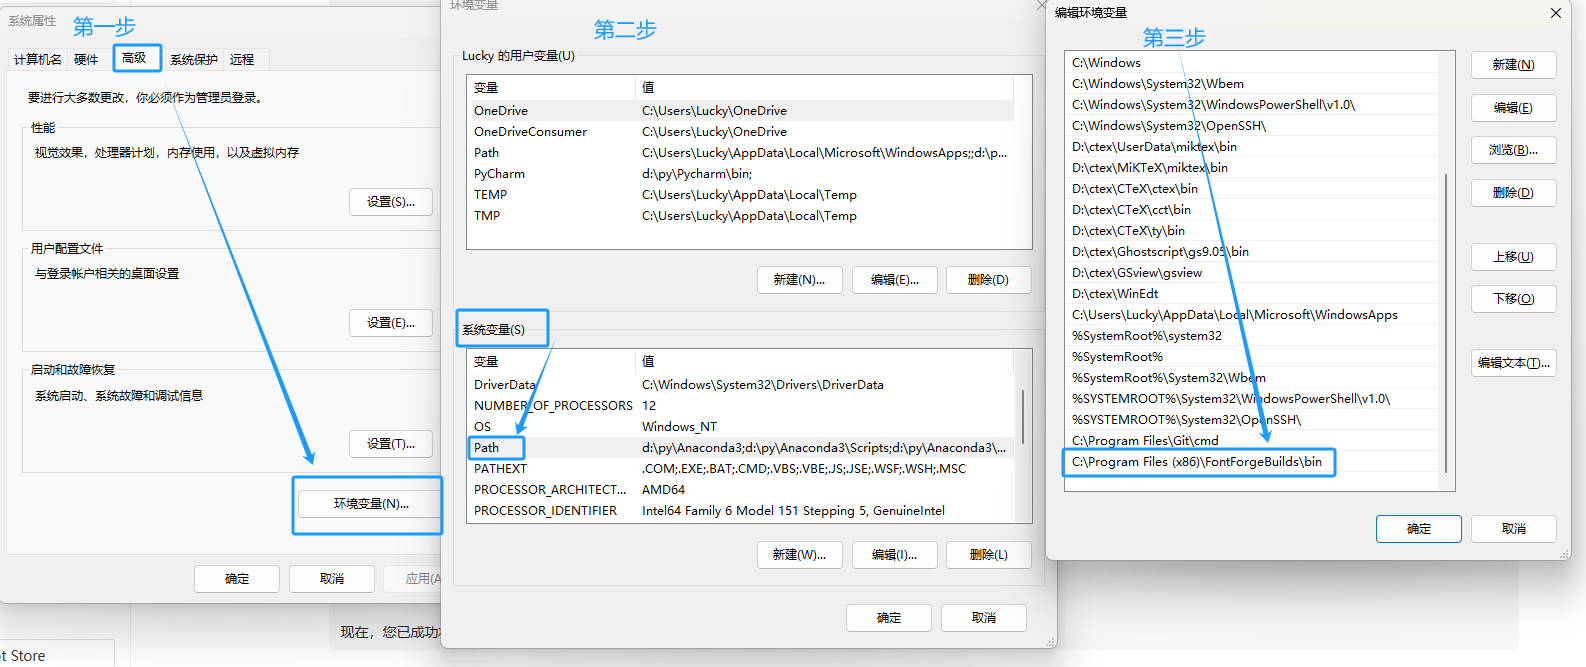 系统属性
第一步
计算机名
硬件
高级
系统保护
远程
要进行大多数更改，你必须作为管理员登录。
性能
视觉效果，处理器计划，内存使用，以及虚拟内存
设置(S)...
用户配置文件
与登录帐户相关的桌面设置
设置(E)...
启动和故障恢复
系统启动、系统故障和调试信息
设置(T)...
环境变量(N)...
确定
取消
应用(A
现在，您已成功
t Store
环境变量
第二步
Lucky 的用户变量(U)
变量 值
OneDrive C:\Users\Lucky\OneDrive
OneDriveConsumer C:\Users\Lucky\OneDrive
Path C:\Users\Lucky\AppData\Local\Microsoft\WindowsApps;;d:\p...
PyCharm d:\py\Pycharm\bin;
TEMP C:\Users\Lucky\AppData\Local\Temp
TMP C:\Users\Lucky\AppData\Local\Temp
新建(N)...
编辑(E)...
删除(D)
系统变量(S)
变量 值
DriverData C:\Windows\System32\Drivers\DriverData
NUMBER_OF_PROCESSORS 12
OS Windows_NT
Path d:\py\Anaconda3;d:\py\Anaconda3\Scripts;d:\py\Anaconda3\...
PATHEXT .COM;.EXE;.BAT;.CMD;.VBS;.VBE;.JS;.JSE;.WSF;.WSH;.MSC
PROCESSOR_ARCHITECT... AMD64
PROCESSOR_IDENTIFIER Intel64 Family 6 Model 151 Stepping 5, GenuineIntel
新建(W)...
编辑(I)...
删除(L)
确定
取消
编辑环境变量
第三步
C:\Windows
C:\Windows\System32\Wbem
C:\Windows\System32\WindowsPowerShell\v1.0\
C:\Windows\System32\OpenSSH\
D:\ctex\UserData\miktex\bin
D:\ctex\MiKTeX\miktex\bin
D:\ctex\CTeX\ctex\bin
D:\ctex\CTeX\cct\bin
D:\ctex\CTeX\ty\bin
D:\ctex\Ghostscript\gs9.05\bin
D:\ctex\GSview\gsview
D:\ctex\WinEdt
C:\Users\Lucky\AppData\Local\Microsoft\WindowsApps
%SystemRoot%\system32
%SystemRoot%
%SystemRoot%\System32\Wbem
%SYSTEMROOT%\System32\WindowsPowerShell\v1.0\
%SYSTEMROOT%\System32\OpenSSH\
C:\Program Files\Git\cmd
C:\Program Files (x86)\FontForgeBuilds\bin
新建(N)
编辑(E)
浏览(B)...
删除(D)
上移(U)
下移(O)
编辑文本(T)...
确定
取消